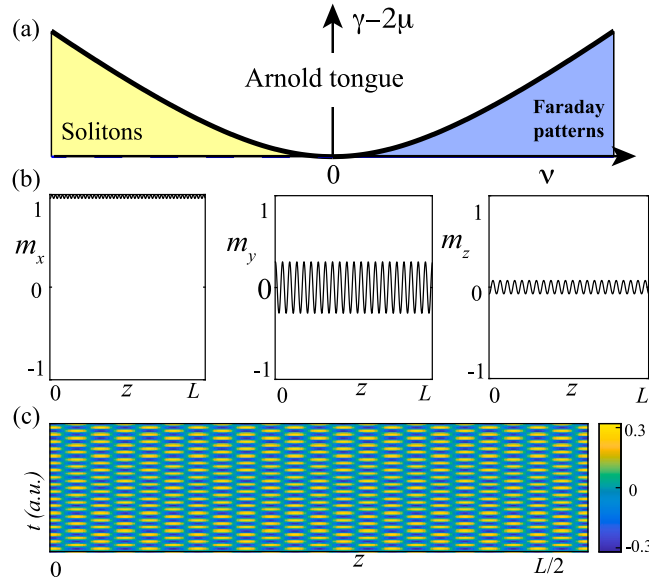 (a)
γ–2μ
Arnold tongue
Solitons
Faraday
patterns
0
ν
(b)
1
m_x
0
-1
0
z
L
1
m_y
0
-1
0
z
L
1
m_z
0
-1
0
z
L
(c)
t (a.u.)
0
z
L/2
0.3
0
-0.3